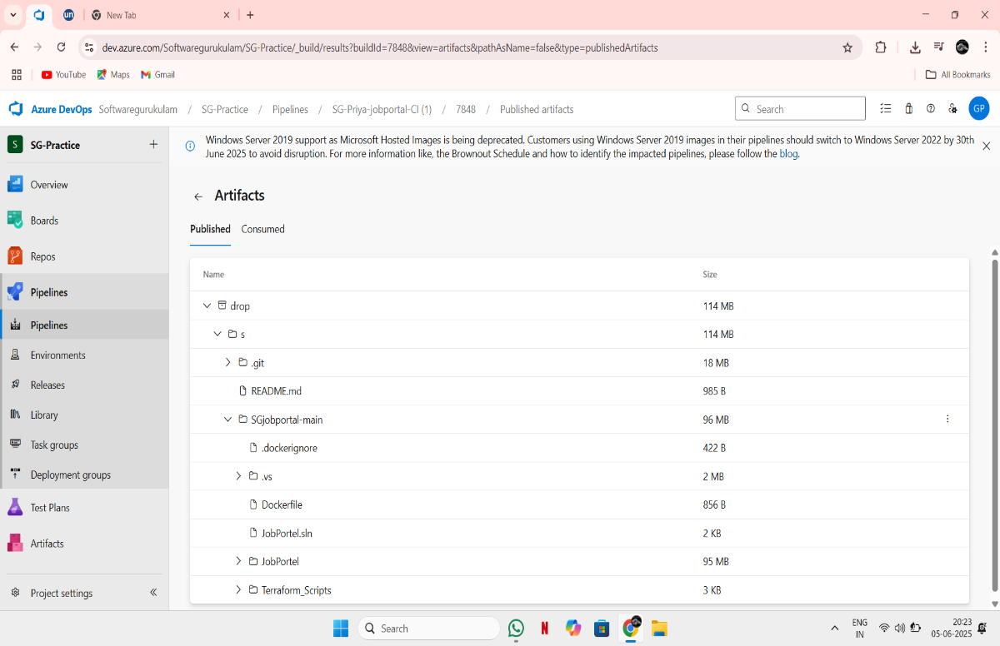 un
New Tab
dev.azure.com/Softwaregurukulam/SG-Practice/_build/results?buildId=7848&view=artifacts&pathAsName=false&type=publishedArtifacts
YouTube
Maps
Gmail
All Bookmarks
Azure DevOps Softwaregurukulam / SG-Practice / Pipelines / SG-Priya-jobportal-CI (1) / 7848 / Published artifacts
Search
GP
S
SG-Practice
Windows Server 2019 support as Microsoft Hosted Images is being deprecated. Customers using Windows Server 2019 images in their pipelines should switch to Windows Server 2022 by 30th
June 2025 to avoid disruption. For more information like, the Brownout Schedule and how to identify the impacted pipelines, please follow the blog.
Overview
Boards
Repos
Pipelines
Pipelines
Environments
Releases
Library
Task groups
Deployment groups
Test Plans
Artifacts
Project settings
Artifacts
Published Consumed
Name Size
drop 114 MB
s 114 MB
.git 18 MB
README.md 985 B
SGjobportal-main 96 MB
.dockerignore 422 B
.vs 2 MB
Dockerfile 856 B
JobPortel.sln 2 KB
JobPortel 95 MB
Terraform_Scripts 3 KB
Search
N
ENG
IN
20:23
05-06-2025